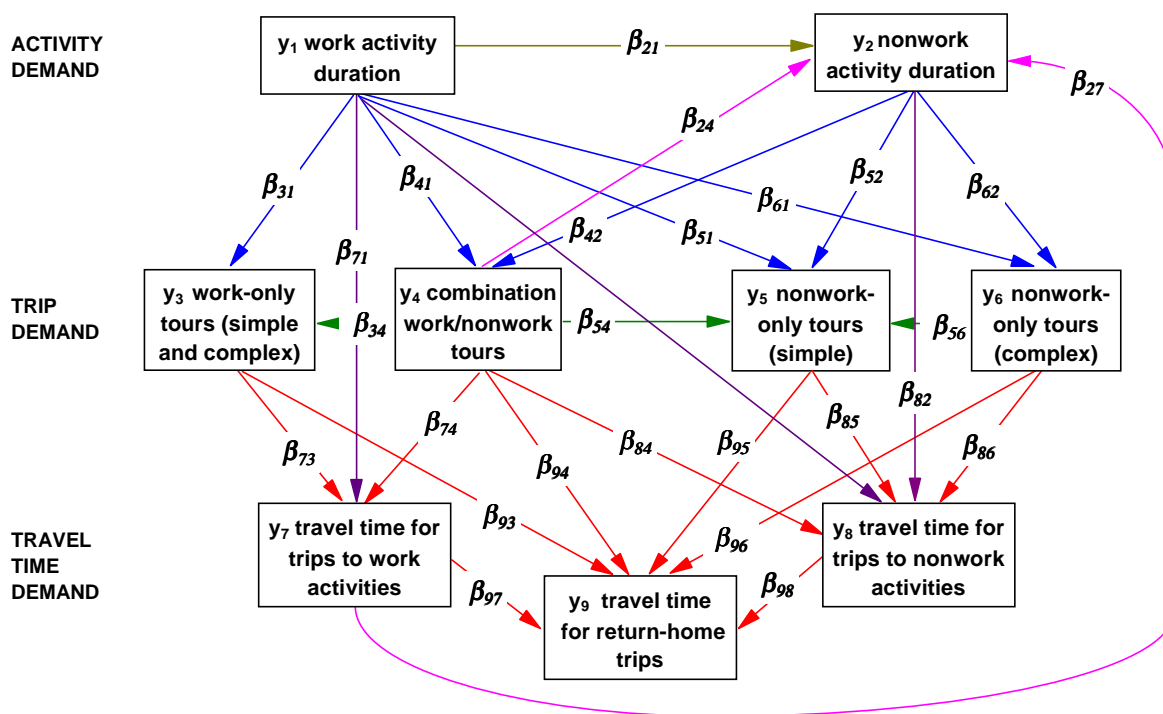 ACTIVITY
DEMAND
y₁ work activity
duration
β₂₁
y₂ nonwork
activity duration
β₂₇
β₂₄
β₃₁
β₄₁
β₅₂
β₆₂
β₆₁
β₄₂
β₅₁
β₇₁
TRIP
DEMAND
y₃ work-only
tours (simple
and complex)
β₃₄
y₄ combination
work/nonwork
tours
β₅₄
y₅ nonwork-
only tours
(simple)
β₅₆
y₆ nonwork-
only tours
(complex)
β₈₂
β₇₃
β₇₄
β₉₄
β₈₄
β₉₅
β₈₅
β₈₆
β₉₃
β₉₆
TRAVEL
TIME
DEMAND
y₇ travel time for
trips to work
activities
β₉₇
y₉ travel time
for return-home
trips
β₉₈
y₈ travel time for
trips to nonwork
activities